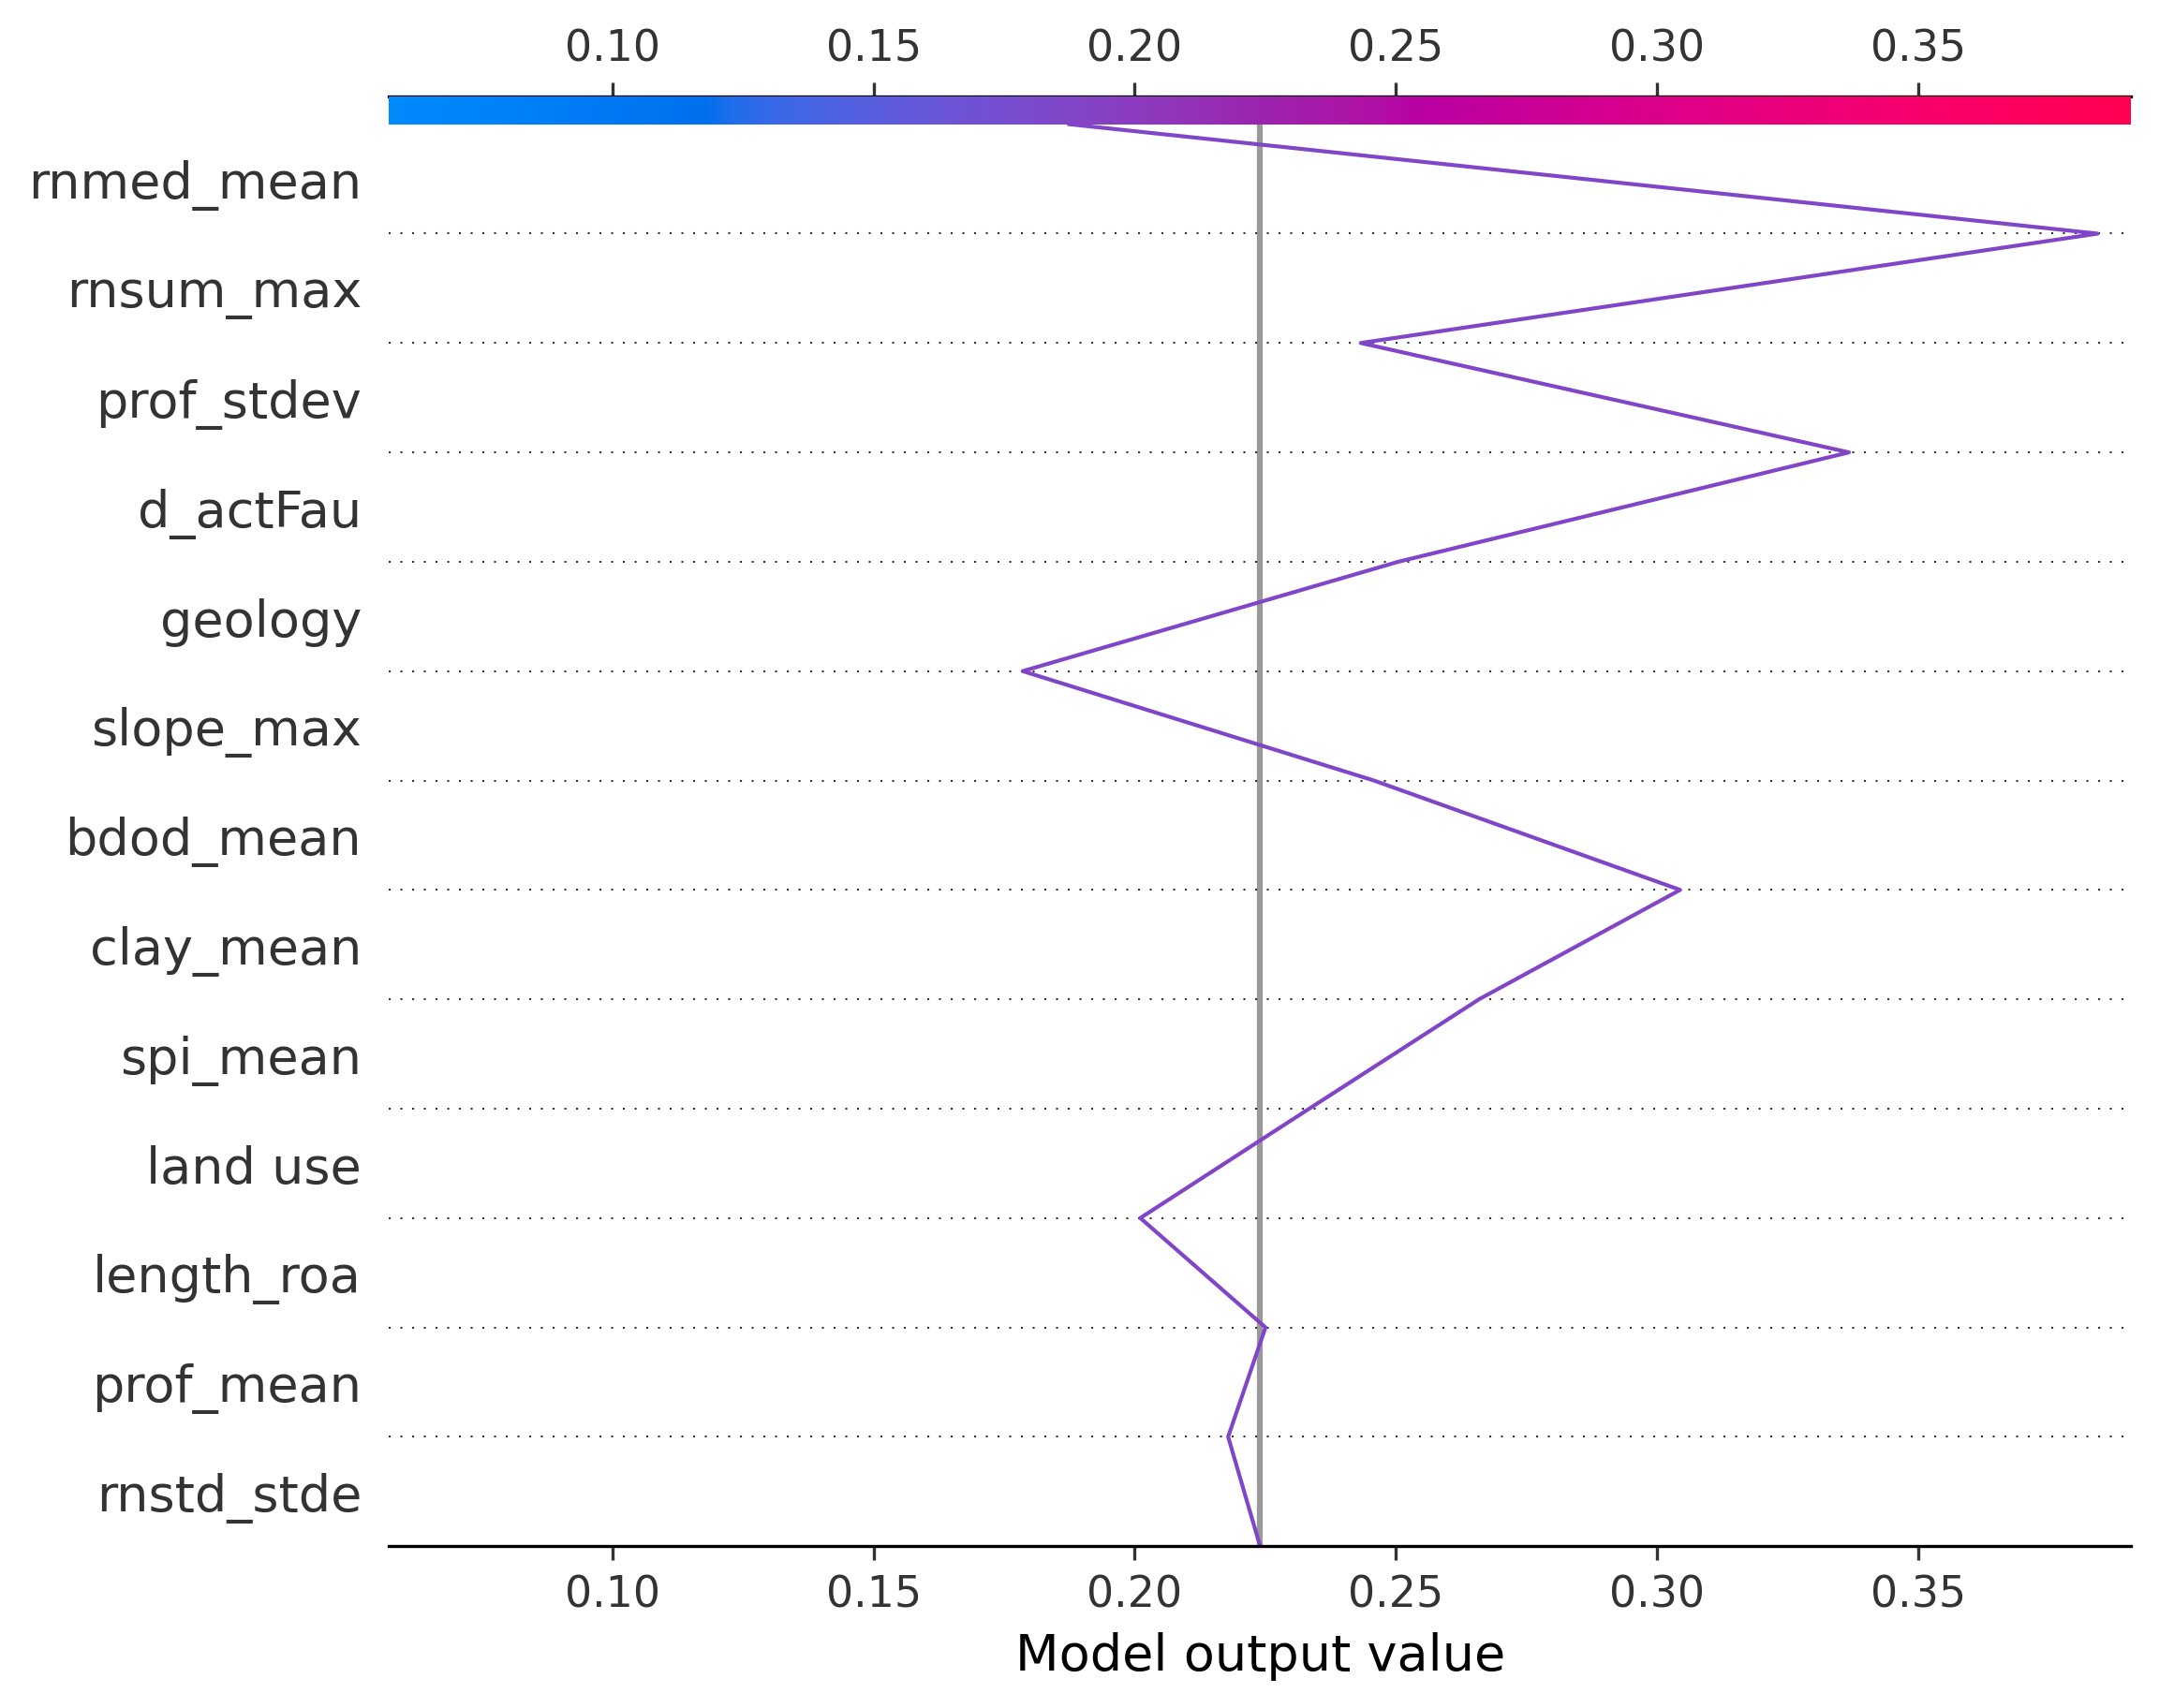 0.10 0.15 0.20 0.25 0.30 0.35
rnmed_mean
rnsum_max
prof_stdev
d_actFau
geology
slope_max
bdod_mean
clay_mean
spi_mean
land use
length_roa
prof_mean
rnstd_stde
0.10 0.15 0.20 0.25 0.30 0.35
Model output value